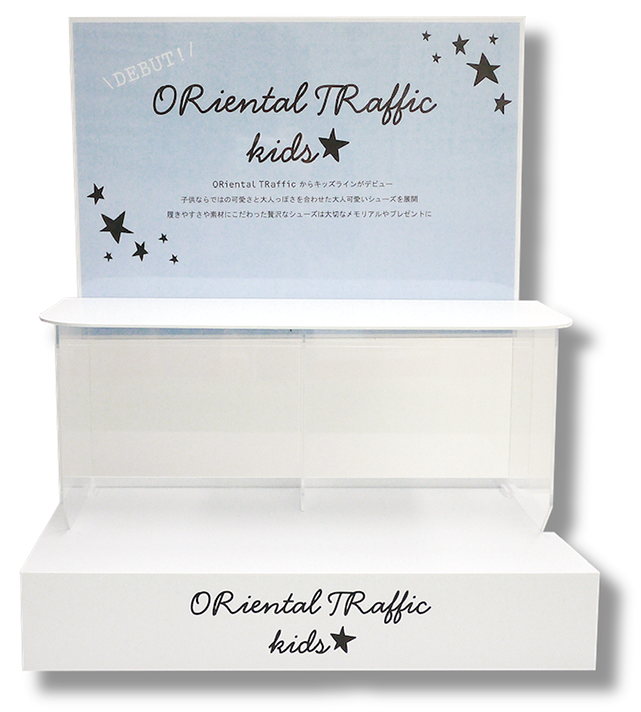 \DEBUT!/
ORiental TRaffic
kids★
ORiental TRaffic からキッズラインがデビュー
子供ならではの可愛さと大人っぽさを合わせた大人可愛いシューズを展開
履きやすさや素材にこだわった贅沢なシューズは大切なメモリアルやプレゼントに
ORiental TRaffic
kids★